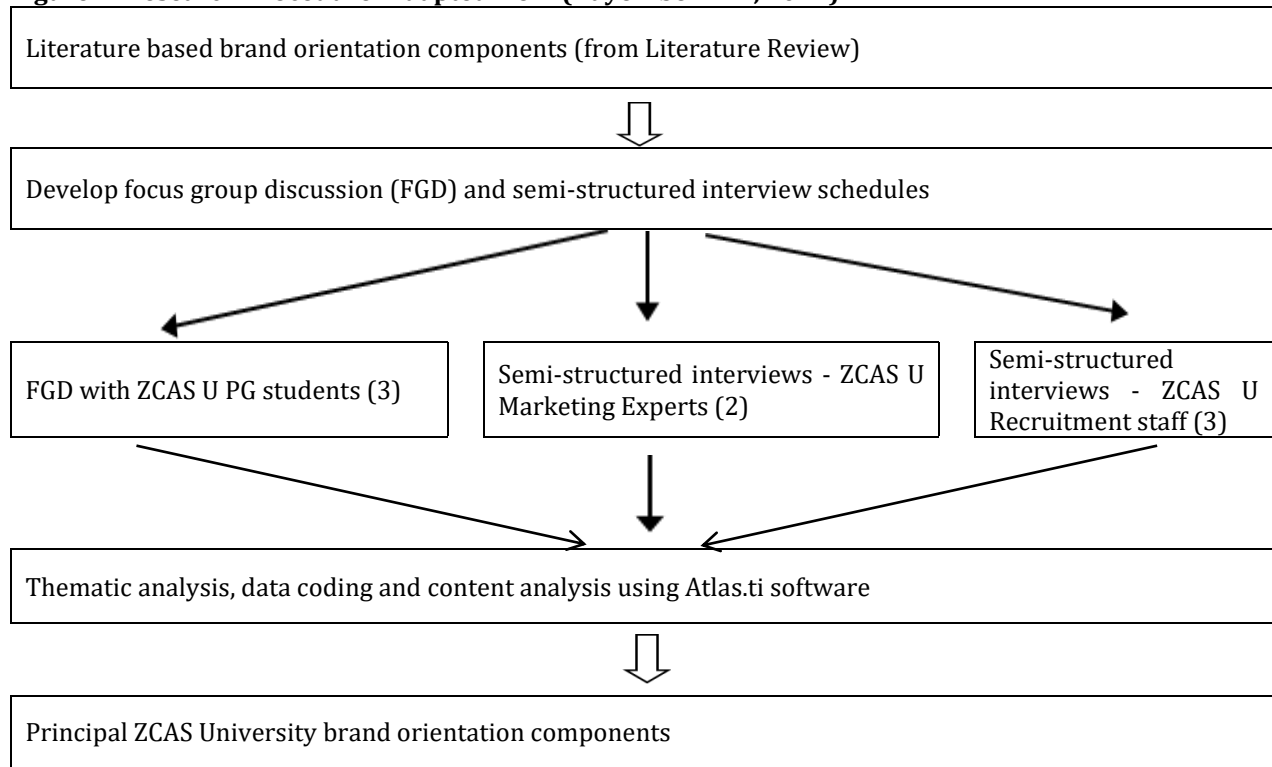 Literature based brand orientation components (from Literature Review)
Develop focus group discussion (FGD) and semi-structured interview schedules
FGD with ZCAS U PG students (3)
Semi-structured interviews - ZCAS U
Marketing Experts (2)
Semi-structured
interviews - ZCAS U
Recruitment staff (3)
Thematic analysis, data coding and content analysis using Atlas.ti software
Principal ZCAS University brand orientation components